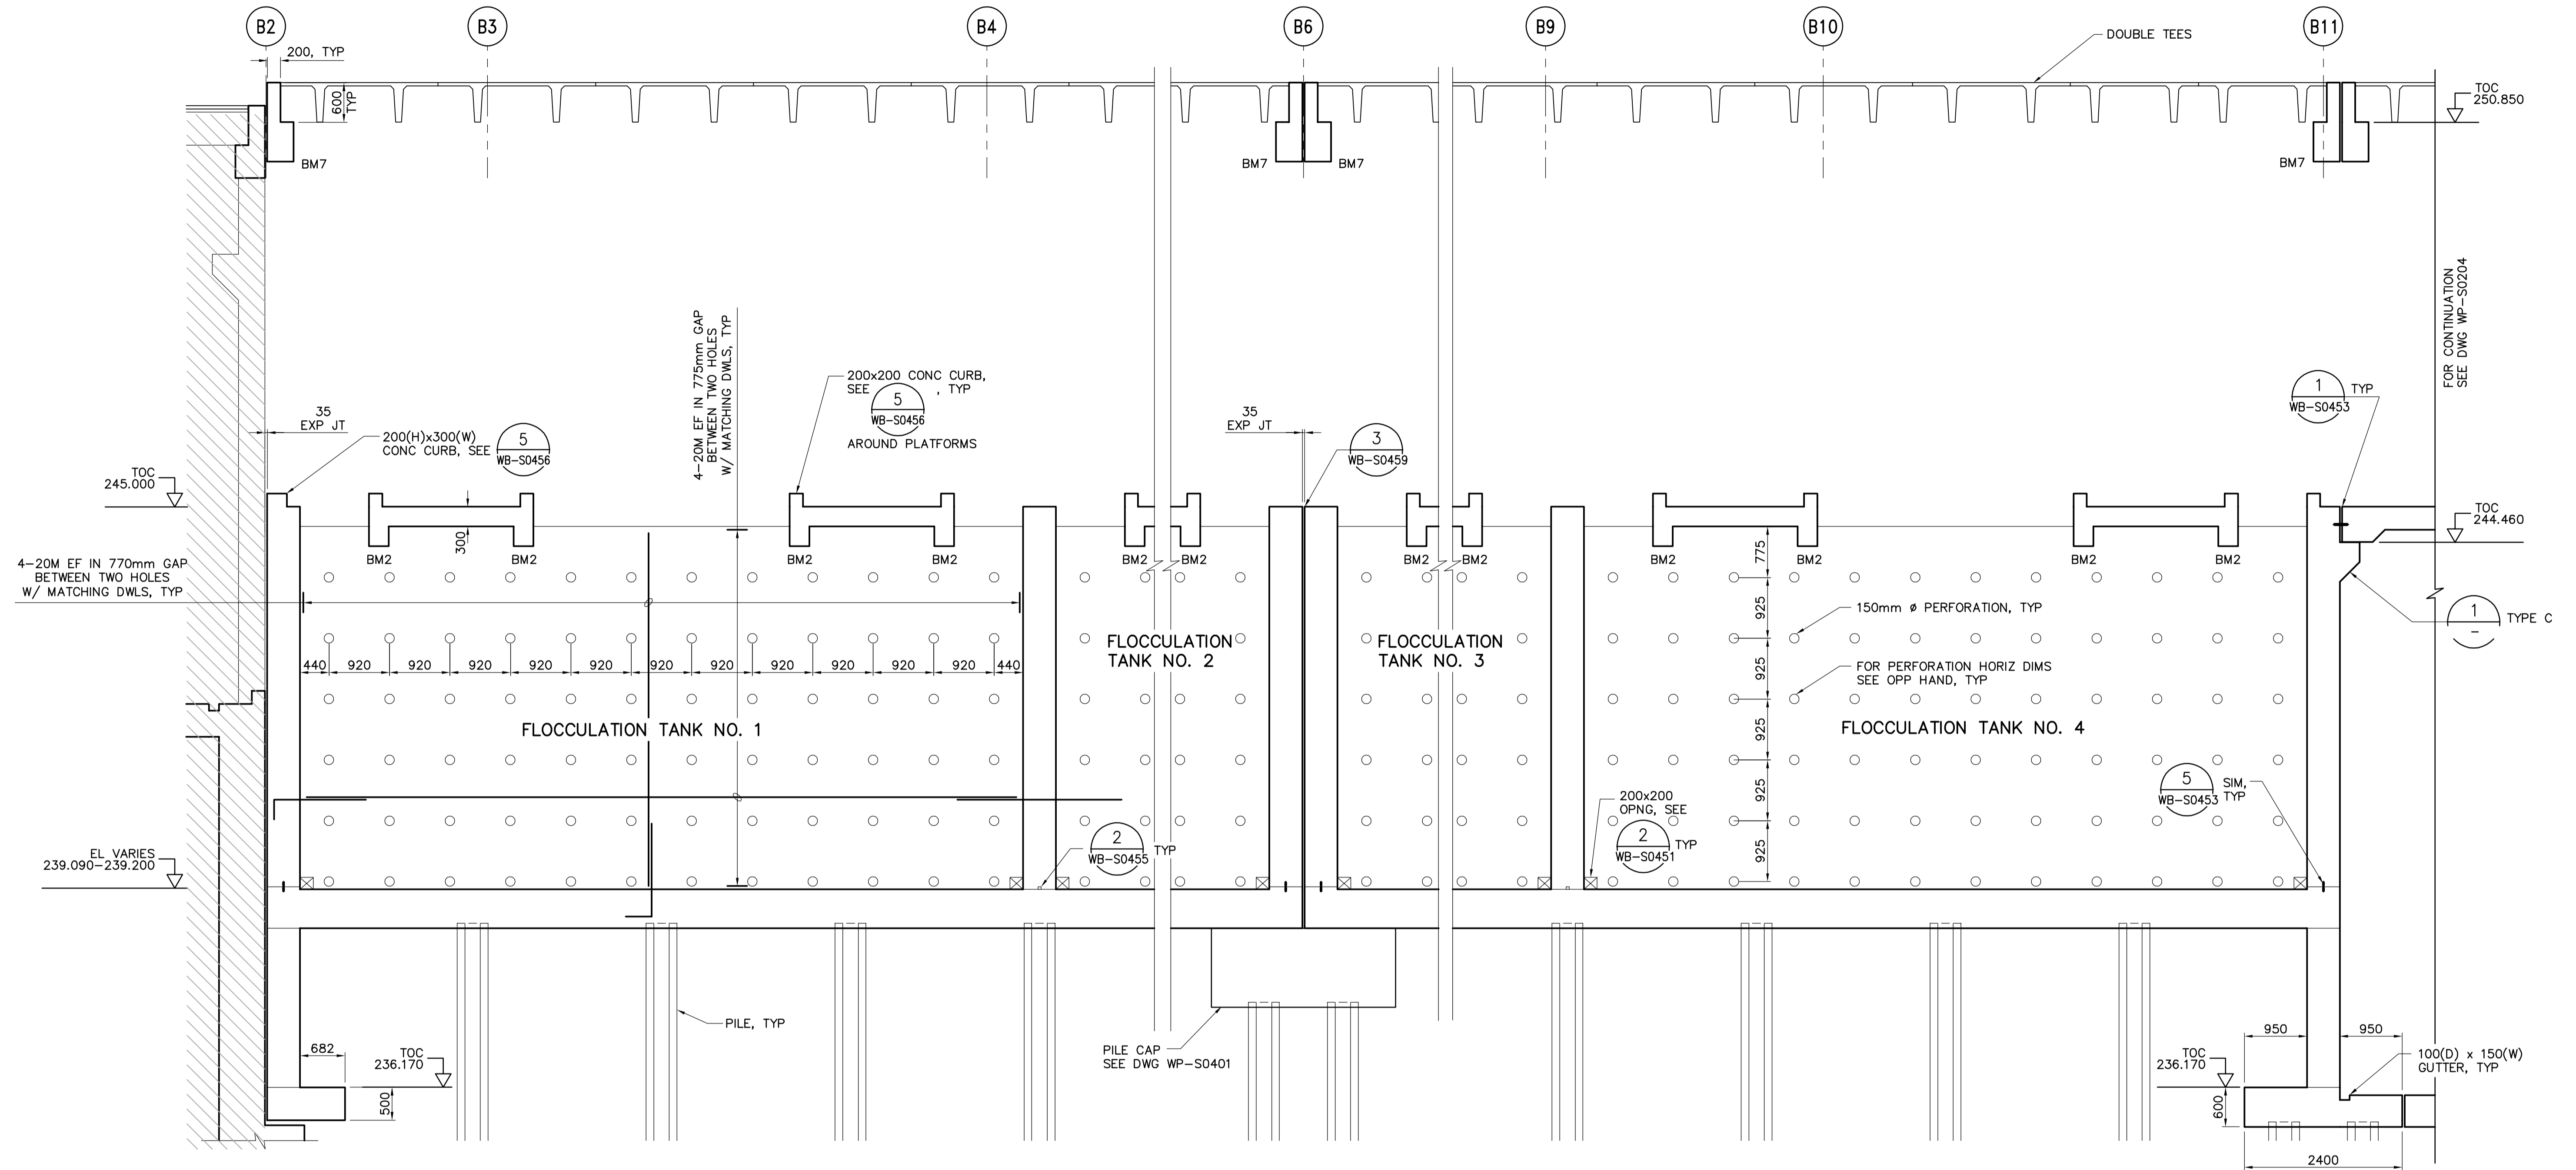 B2
B3
B4
B6
B9
B10
B11
200, TYP
600
TYP
DOUBLE TEES
TOC
250.850
BM7
BM7
BM7
BM7
FOR CONTINUATION
SEE DWG WP-S0204
4-20M EF IN 775mm GAP
BETWEEN TWO HOLES
W/ MATCHING DWLS, TYP
200x200 CONC CURB,
SEE 5 WB-S0456 , TYP
AROUND PLATFORMS
35
EXP JT
200(H)x300(W)
CONC CURB, SEE
5
WB-S0456
35
EXP JT
3
WB-S0459
1
WB-S0453
TYP
TOC
245.000
TOC
244.460
300
BM2
BM2
BM2
BM2
BM2
BM2
BM2
BM2
BM2
BM2
BM2
BM2
4-20M EF IN 770mm GAP
BETWEEN TWO HOLES
W/ MATCHING DWLS, TYP
775
925
925
925
925
925
150mm ø PERFORATION, TYP
1
-
TYPE C
FLOCCULATION
TANK NO. 2
FLOCCULATION
TANK NO. 3
440
920
920
920
920
920
920
920
920
920
920
920
440
FOR PERFORATION HORIZ DIMS
SEE OPP HAND, TYP
FLOCCULATION TANK NO. 1
FLOCCULATION TANK NO. 4
5
WB-S0453
SIM,
TYP
200x200
OPNG, SEE
2
WB-S0451
TYP
2
WB-S0455
TYP
EL VARIES
239.090-239.200
PILE, TYP
PILE CAP
SEE DWG WP-S0401
682
TOC
236.170
500
950
950
TOC
236.170
100(D) x 150(W)
GUTTER, TYP
600
2400